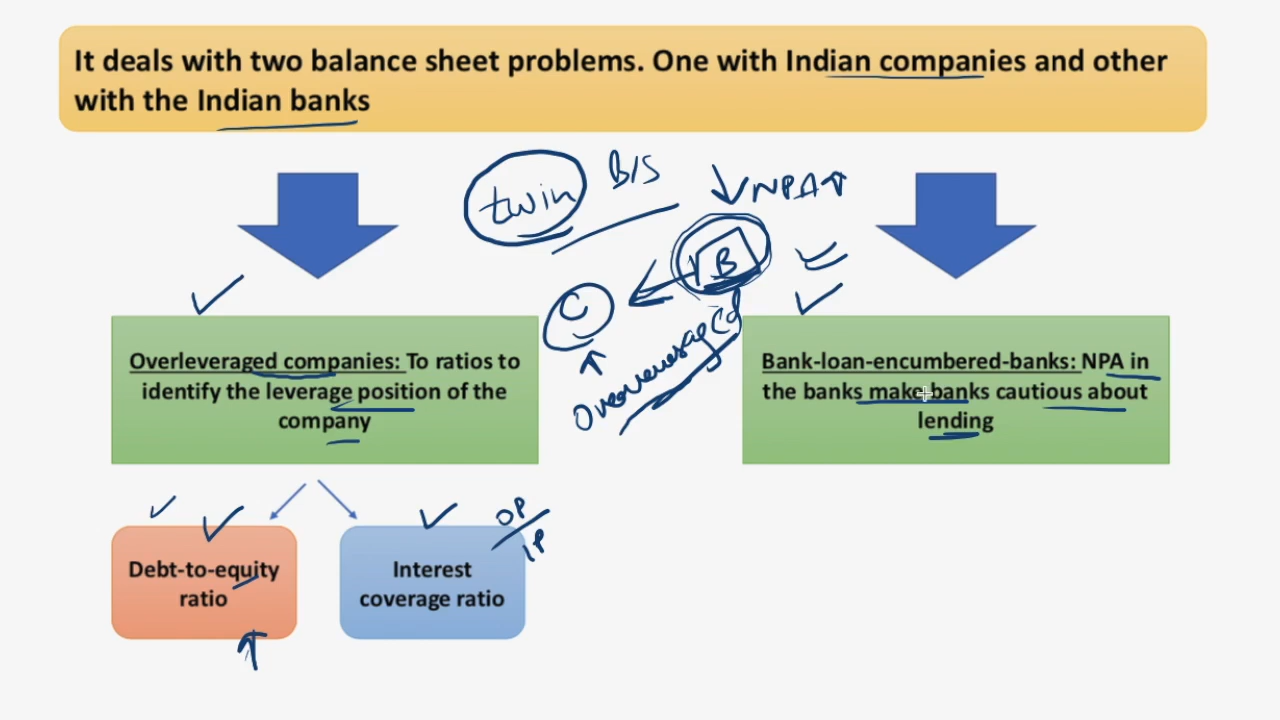 It deals with two balance sheet problems. One with Indian companies and other
with the Indian banks
twin B/S
↓NPA↑
B
C
Overleveraged companies: To ratios to
identify the leverage position of the
company
Bank-loan-encumbered-banks: NPA in
the banks make banks cautious about
lending
OP/IP
Debt-to-equity
ratio
Interest
coverage ratio